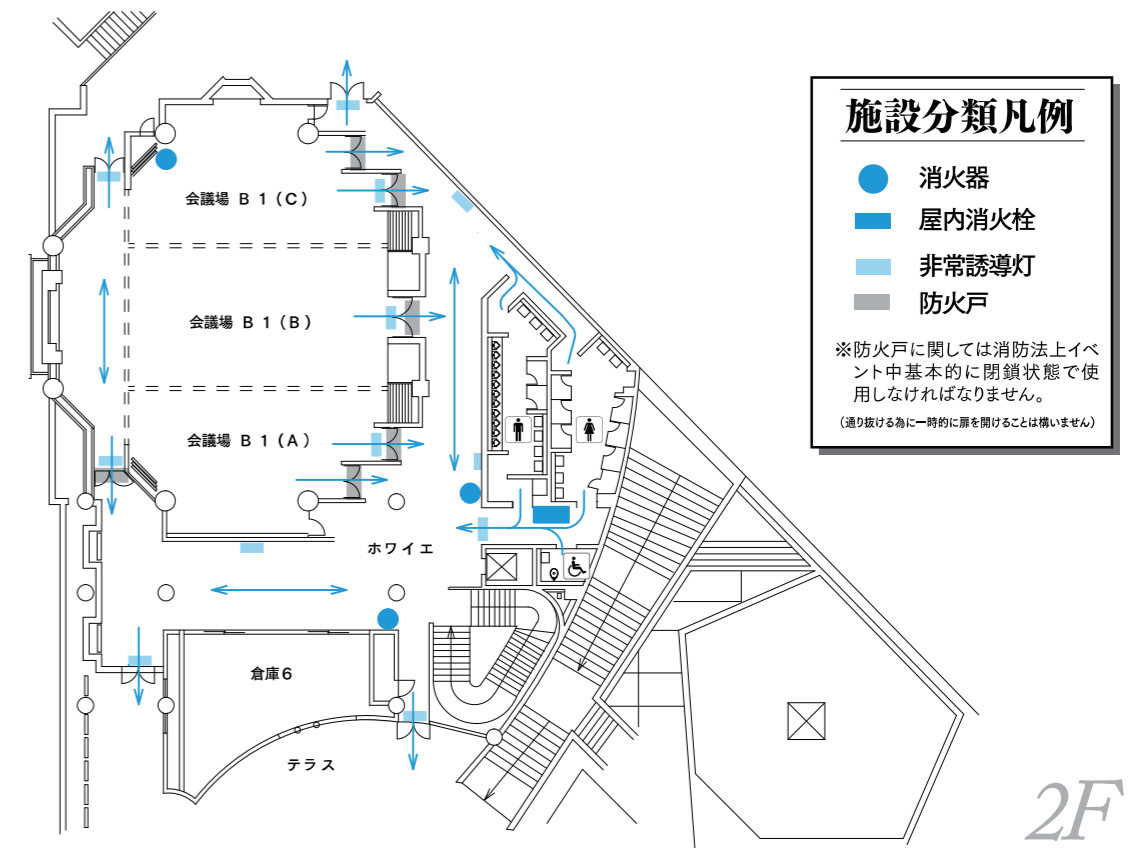 施設分類凡例
消火器
屋内消火栓
非常誘導灯
防火戸
※防火戸に関しては消防法上イベ
ント中基本的に閉鎖状態で使
用しなければなりません。
（通り抜ける為に一時的に扉を開けることは構いません）
会議場 Ｂ １（Ｃ）
会議場 Ｂ １（Ｂ）
会議場 Ｂ １（Ａ）
ホワイエ
倉庫６
テラス
2F